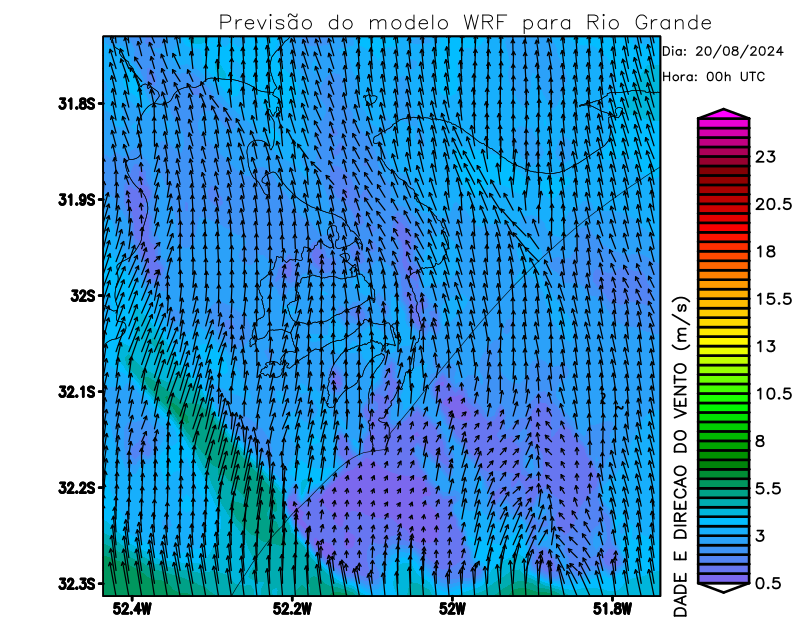 Previsão do modelo WRF para Rio Grande
Dia: 20/08/2024
Hora: 00h UTC
31.8S
31.9S
32S
32.1S
32.2S
32.3S
52.4W
52.2W
52W
51.8W
23
20.5
18
15.5
13
10.5
8
5.5
3
0.5
DADE E DIRECAO DO VENTO (m/s)